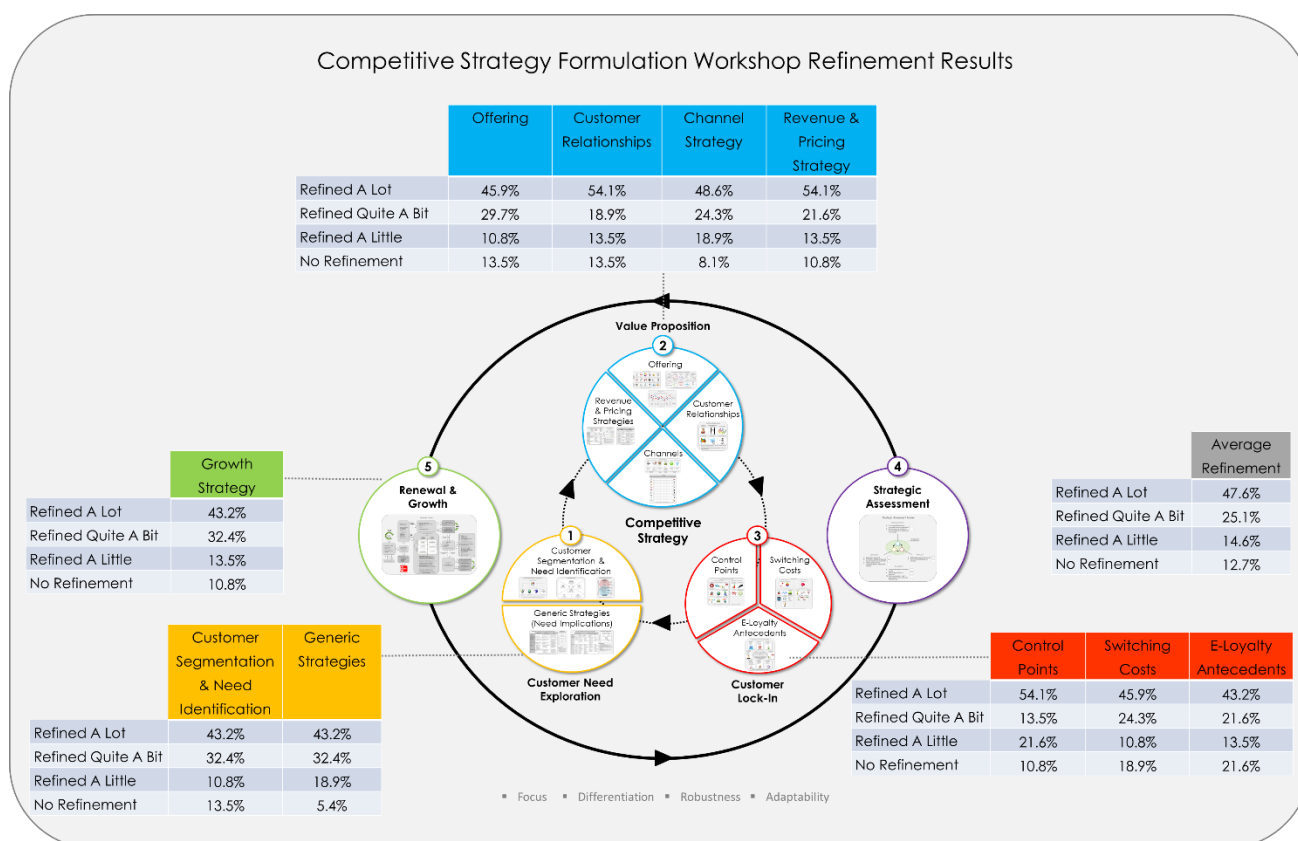 Competitive Strategy Formulation Workshop Refinement Results
Offering Customer Relationships Channel Strategy Revenue & Pricing Strategy
Refined A Lot 45.9% 54.1% 48.6% 54.1%
Refined Quite A Bit 29.7% 18.9% 24.3% 21.6%
Refined A Little 10.8% 13.5% 18.9% 13.5%
No Refinement 13.5% 13.5% 8.1% 10.8%
Value Proposition
2
Offering
Revenue
& Pricing
Strategies
Customer
Relationships
Channels
Competitive
Strategy
Growth
Strategy
Refined A Lot 43.2%
Refined Quite A Bit 32.4%
Refined A Little 13.5%
No Refinement 10.8%
5
Renewal &
Growth
4
Strategic
Assessment
Average
Refinement
Refined A Lot 47.6%
Refined Quite A Bit 25.1%
Refined A Little 14.6%
No Refinement 12.7%
1
Customer
Segmentation &
Need Identification
Generic Strategies
(Need Implications)
Customer Need
Exploration
3
Control
Points
Switching
Costs
E-Loyalty
Antecedents
Customer
Lock-In
Customer Segmentation & Need Identification Generic Strategies
Refined A Lot 43.2% 43.2%
Refined Quite A Bit 32.4% 32.4%
Refined A Little 10.8% 18.9%
No Refinement 13.5% 5.4%
Control Points Switching Costs E-Loyalty Antecedents
Refined A Lot 54.1% 45.9% 43.2%
Refined Quite A Bit 13.5% 24.3% 21.6%
Refined A Little 21.6% 10.8% 13.5%
No Refinement 10.8% 18.9% 21.6%
▪ Focus ▪ Differentiation ▪ Robustness ▪ Adaptability